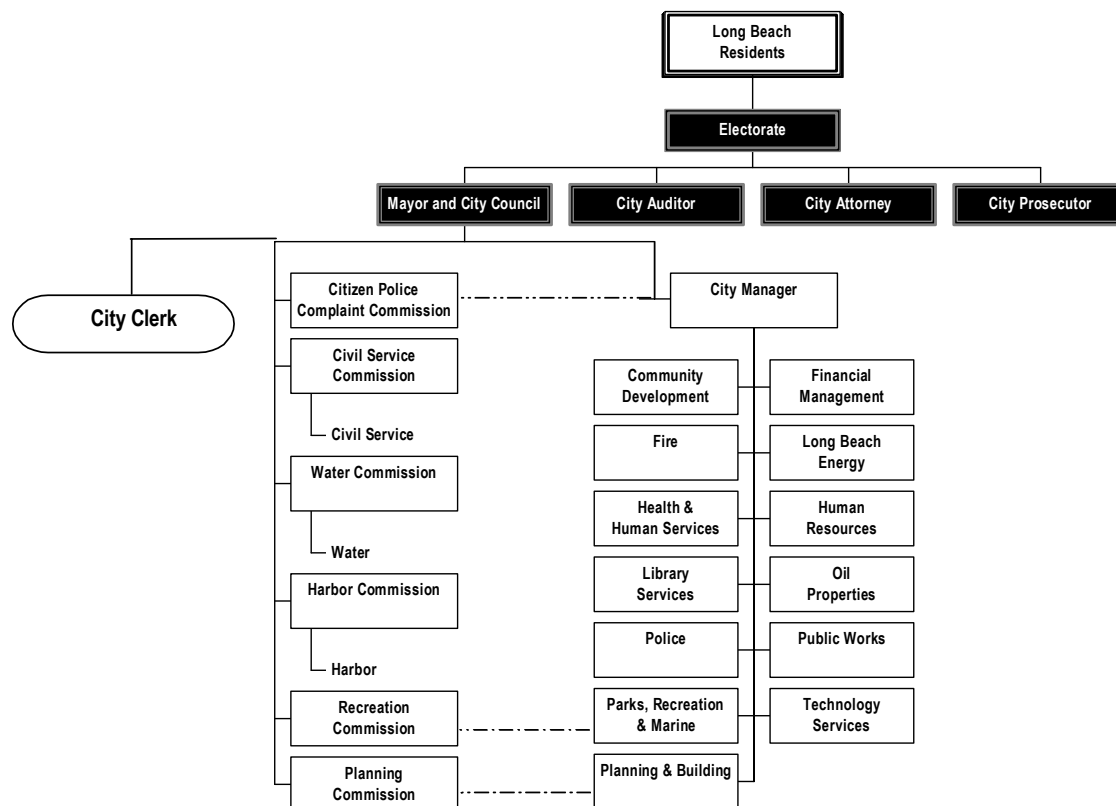 Long Beach
Residents
Electorate
Mayor and City Council
City Auditor
City Attorney
City Prosecutor
City Clerk
Citizen Police
Complaint Commission
City Manager
Civil Service
Commission
Civil Service
Water Commission
Water
Harbor Commission
Harbor
Recreation
Commission
Planning
Commission
Community
Development
Financial
Management
Fire
Long Beach
Energy
Health &
Human Services
Human
Resources
Library
Services
Oil
Properties
Police
Public Works
Parks, Recreation
& Marine
Technology
Services
Planning & Building